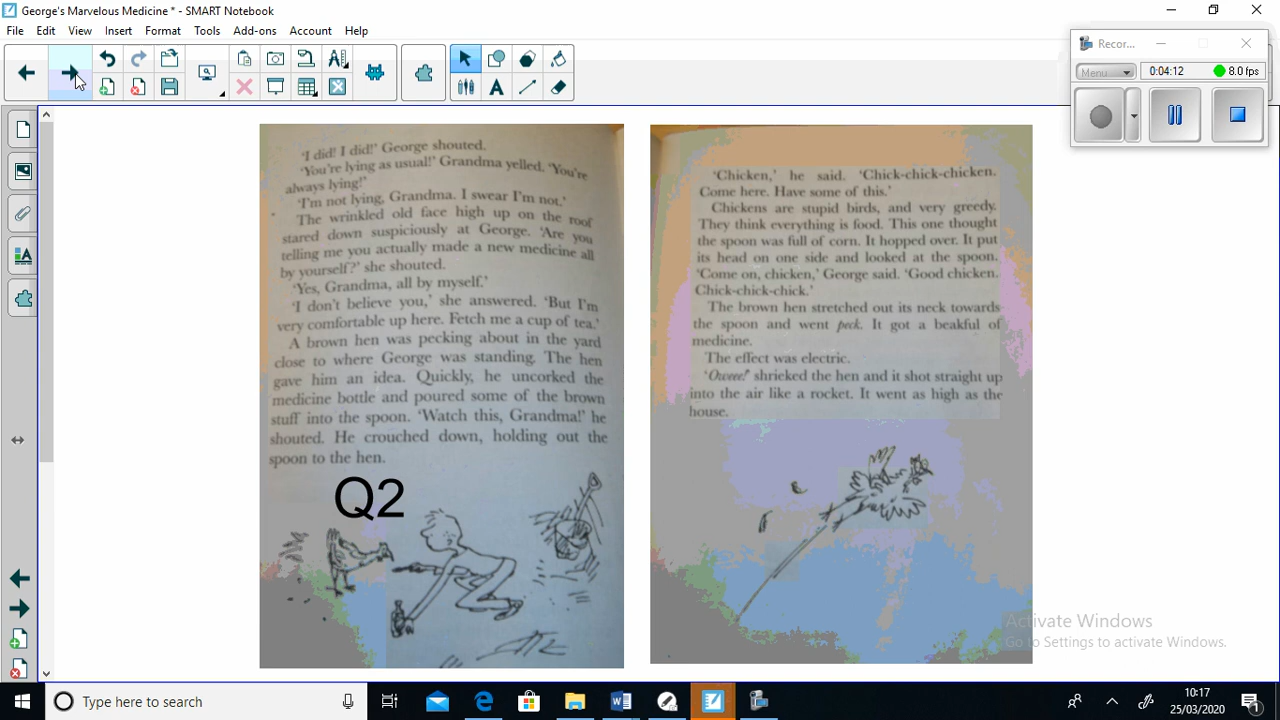 George's Marvelous Medicine * - SMART Notebook
File Edit View Insert Format Tools Add-ons Account Help
Recor...
Menu
0:04:12
8.0 fps
'I did! I did!' George shouted.
'You're lying as usual!' Grandma yelled. 'You're
always lying!'
'I'm not lying, Grandma. I swear I'm not.'
The wrinkled old face high up on the roof
stared down suspiciously at George. 'Are you
telling me you actually made a new medicine all
by yourself?' she shouted.
'Yes, Grandma, all by myself.'
'I don't believe you,' she answered. 'But I'm
very comfortable up here. Fetch me a cup of tea.'
A brown hen was pecking about in the yard
close to where George was standing. The hen
gave him an idea. Quickly, he uncorked the
medicine bottle and poured some of the brown
stuff into the spoon. 'Watch this, Grandma!' he
shouted. He crouched down, holding out the
spoon to the hen.
Q2
'Chicken,' he said. 'Chick-chick-chicken.
Come here. Have some of this.'
Chickens are stupid birds, and very greedy.
They think everything is food. This one thought
the spoon was full of corn. It hopped over. It put
its head on one side and looked at the spoon.
'Come on, chicken,' George said. 'Good chicken.
Chick-chick-chick.'
The brown hen stretched out its neck towards
the spoon and went peck. It got a beakful of
medicine.
The effect was electric.
'Oweee!' shrieked the hen and it shot straight up
into the air like a rocket. It went as high as the
house.
Activate Windows
Go to Settings to activate Windows.
Type here to search
10:17
25/03/2020
1